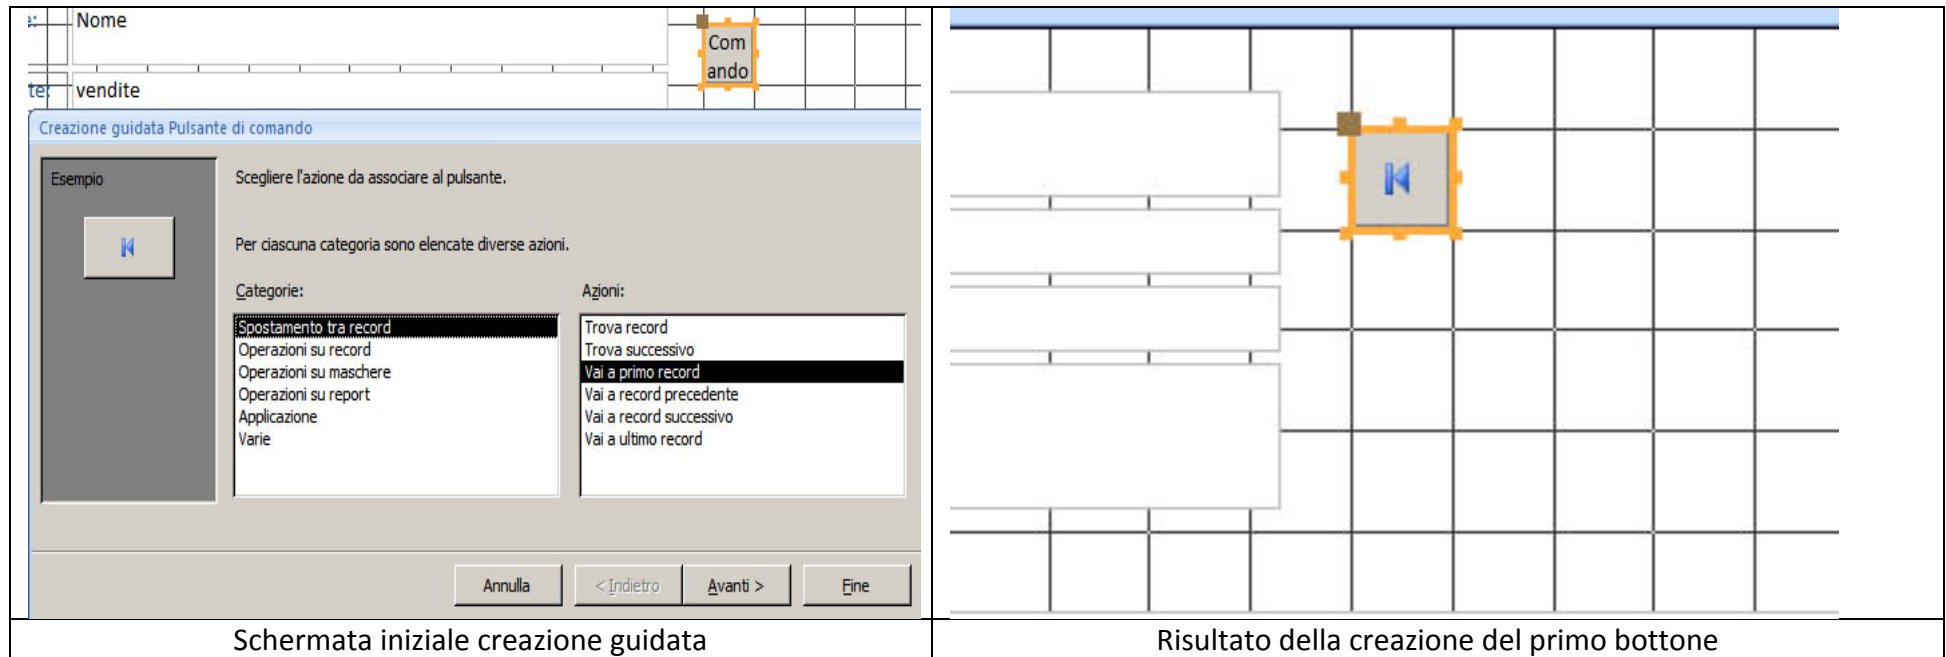 e:
Nome
Com
ando
te:
vendite
Creazione guidata Pulsante di comando
Esempio
Scegliere l'azione da associare al pulsante.
Per ciascuna categoria sono elencate diverse azioni.
Categorie:
Azioni:
Spostamento tra record
Operazioni su record
Operazioni su maschere
Operazioni su report
Applicazione
Varie
Trova record
Trova successivo
Vai a primo record
Vai a record precedente
Vai a record successivo
Vai a ultimo record
Annulla
< Indietro
Avanti >
Fine
Schermata iniziale creazione guidata
Risultato della creazione del primo bottone